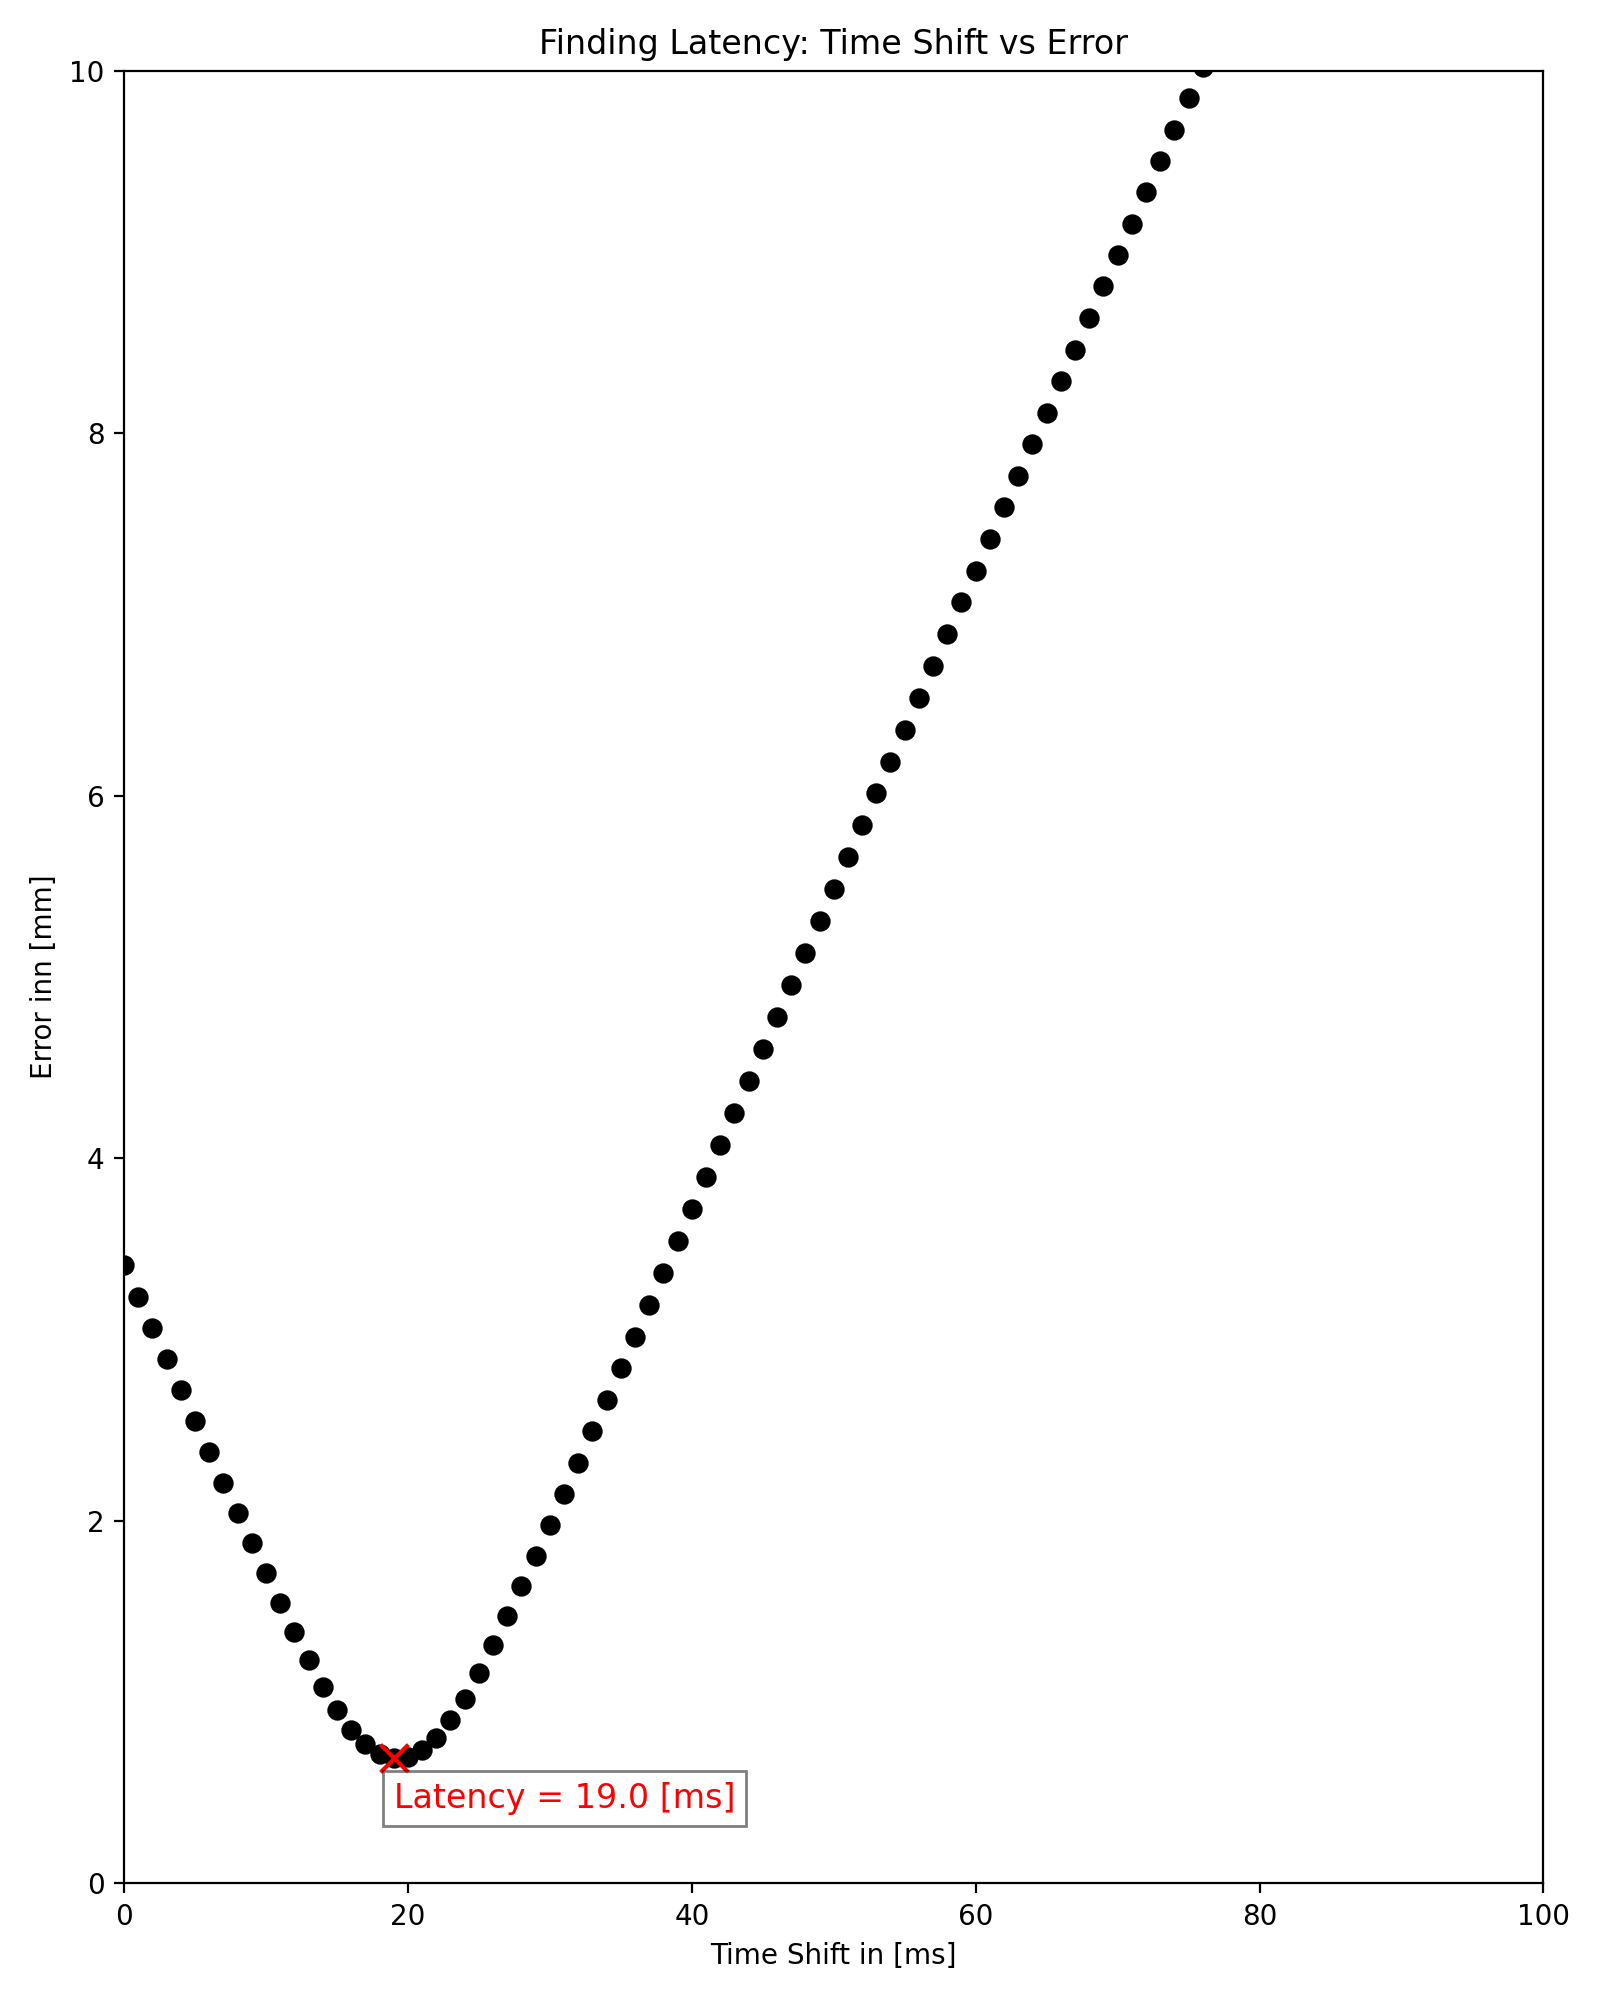 Finding Latency: Time Shift vs Error
10
8
6
4
2
0
Error inn [mm]
Latency = 19.0 [ms]
0 20 40 60 80 100
Time Shift in [ms]